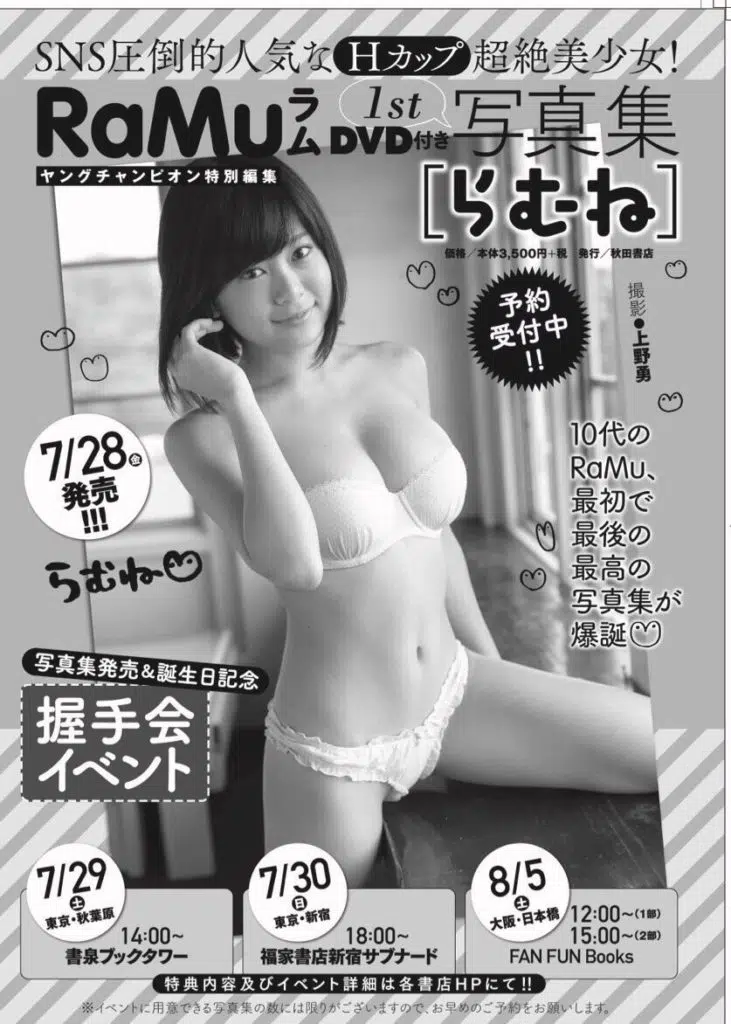 SNS圧倒的人気なHカップ超絶美少女!
RaMuラム 1st DVD付き写真集
ヤングチャンピオン特別編集
[らむね]
価格/本体3,500円+税 発行/秋田書店
予約
受付中
!!
撮影●上野勇
7/28㊎
発売
!!!
らむね
10代の
RaMu、
最初で
最後の
最高の
写真集が
爆誕
写真集発売&誕生日記念
握手会
イベント
7/29
土
東京・秋葉原
14:00~
書泉ブックタワー
7/30
日
東京・新宿
18:00~
福家書店新宿サブナード
8/5
土
大阪・日本橋
12:00~(1部)
15:00~(2部)
FAN FUN Books
特典内容及びイベント詳細は各書店HPにて!!
※イベントに用意できる写真集の数には限りがございますので、お早めのご予約をお願いします。